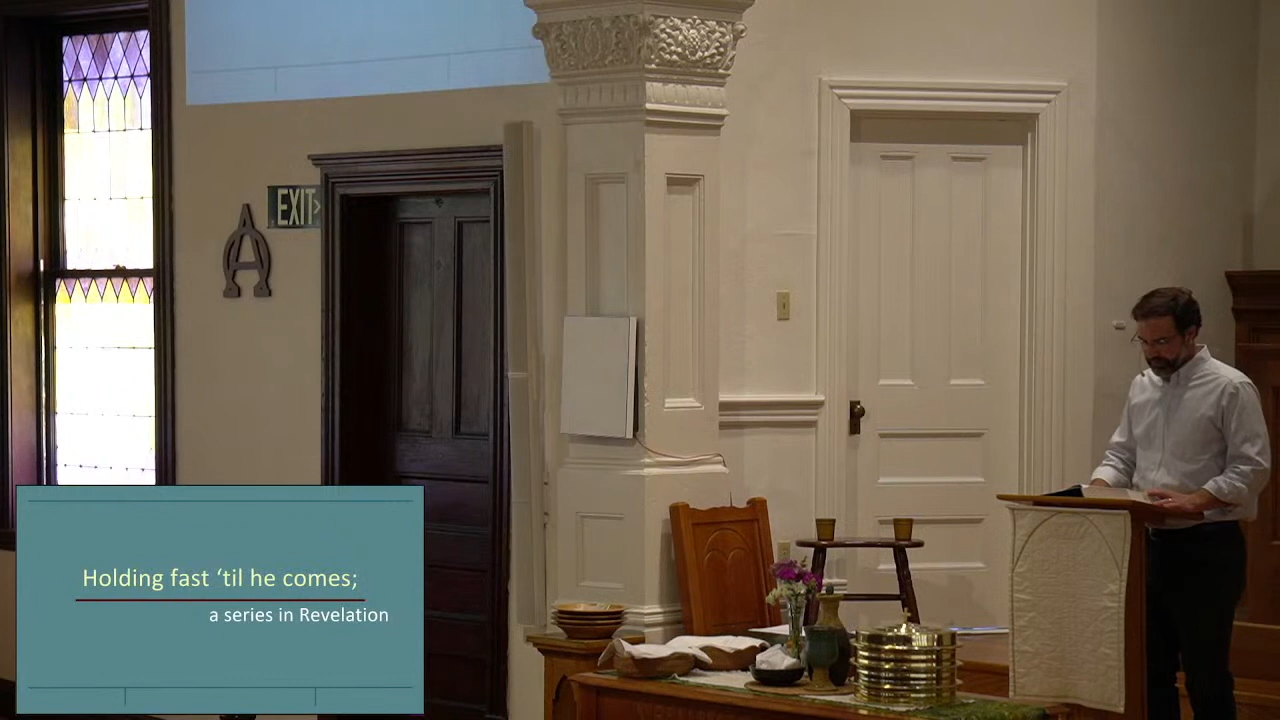 EXIT
Holding fast ‘til he comes;
a series in Revelation